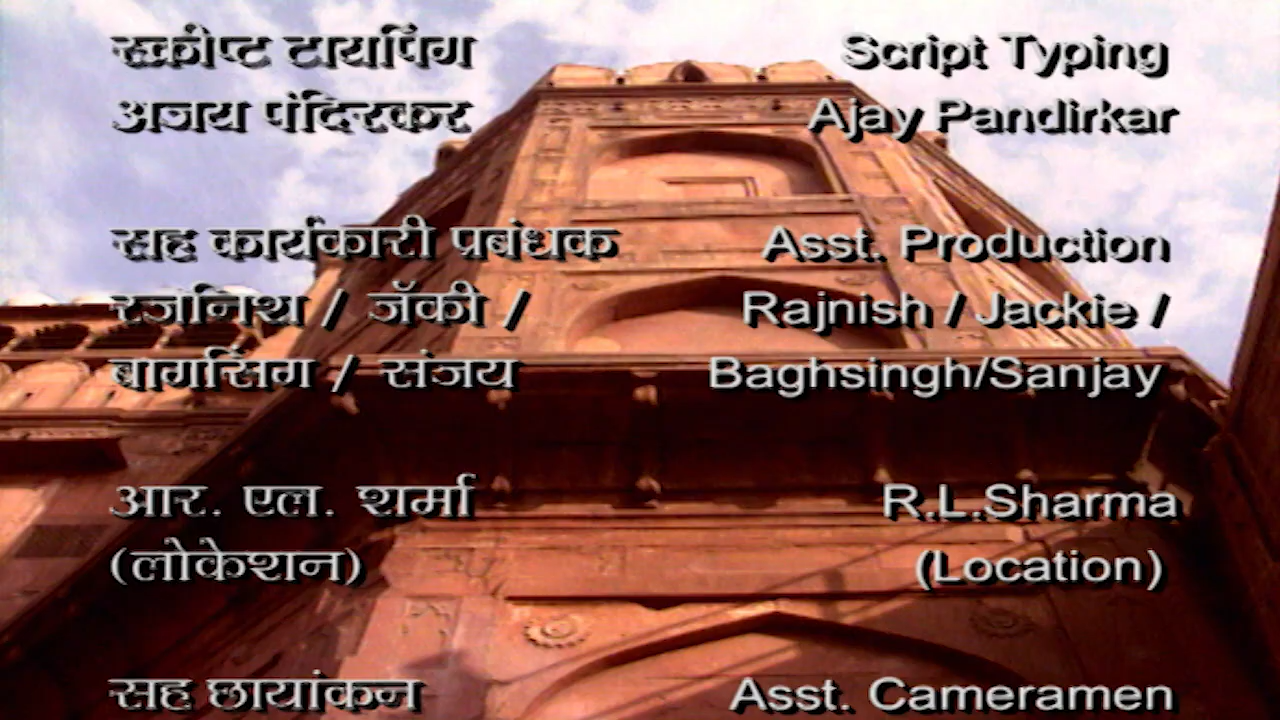 स्क्रीप्ट टायपिंग Script Typing
अजय पंदिरकर Ajay Pandirkar
सह कार्यकारी प्रबंधक Asst. Production
रजनिश / जॅकी / Rajnish / Jackie /
बागसिंग / संजय Baghsingh/Sanjay
आर. एल. शर्मा R.L.Sharma
(लोकेशन) (Location)
सह छायांकन Asst. Cameramen